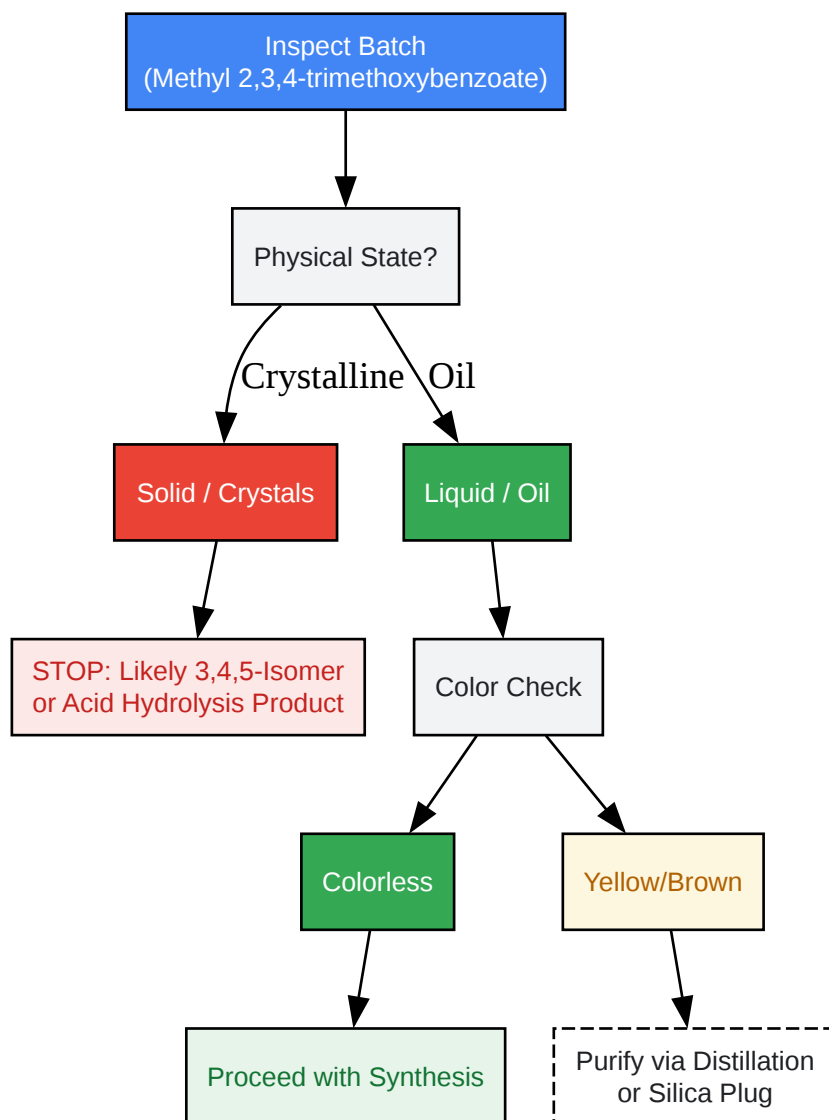 Inspect Batch
(Methyl 2,3,4-trimethoxybenzoate)
Physical State?
Crystalline
Oil
Solid / Crystals
Liquid / Oil
STOP: Likely 3,4,5-Isomer
or Acid Hydrolysis Product
Color Check
Colorless
Yellow/Brown
Proceed with Synthesis
Purify via Distillation
or Silica Plug